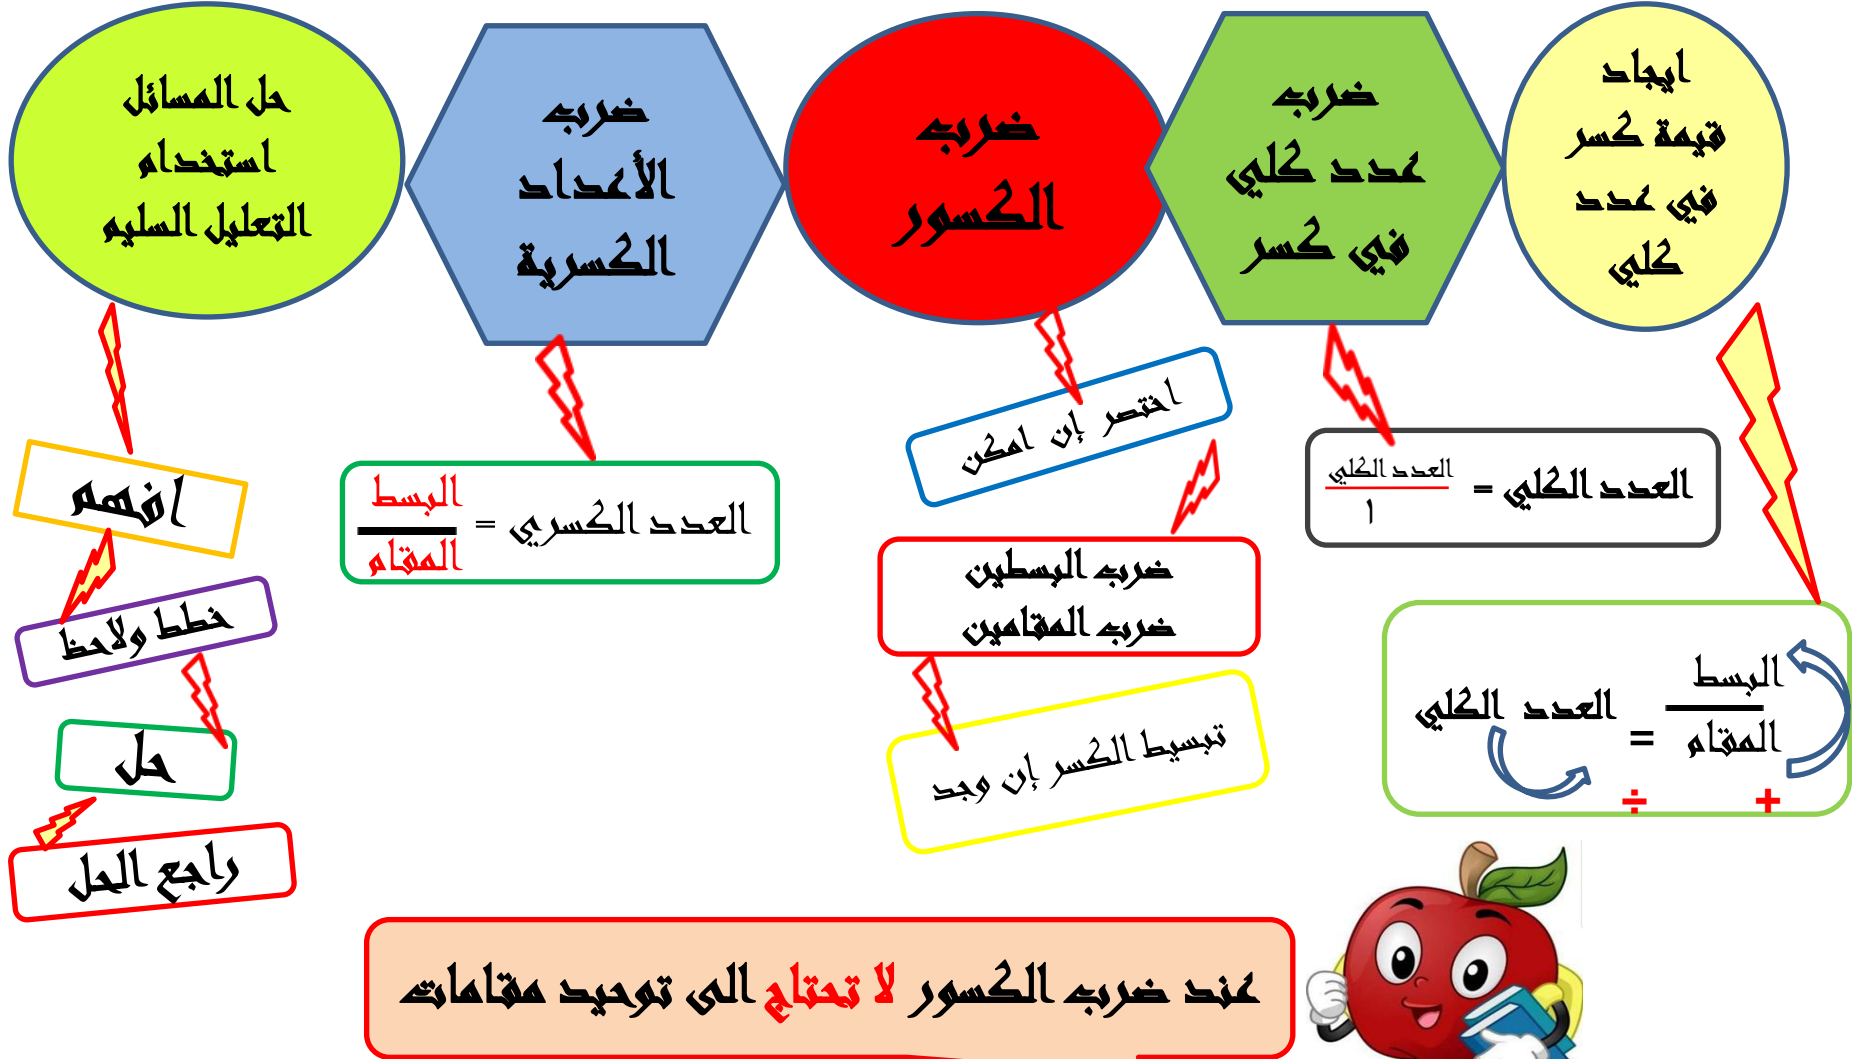 ايجاد
قيمة كسر
في عدد
كلي
ضرب
عدد كلي
في كسر
ضرب
الكسور
ضرب
الأعداد
الكسرية
حل المسائل
استخدام
التعليل السليم
البسط
العدد الكلي =
المقام
÷ +
العدد الكلي = العدد الكلي
١
اختصر إن امكن
ضرب البسطين
ضرب المقامين
تبسيط الكسر إن وجد
العدد الكسري = البسط
المقام
افهم
خطط ولاحظ
حل
راجع الحل
عند ضرب الكسور لا تحتاج الى توحيد مقامات